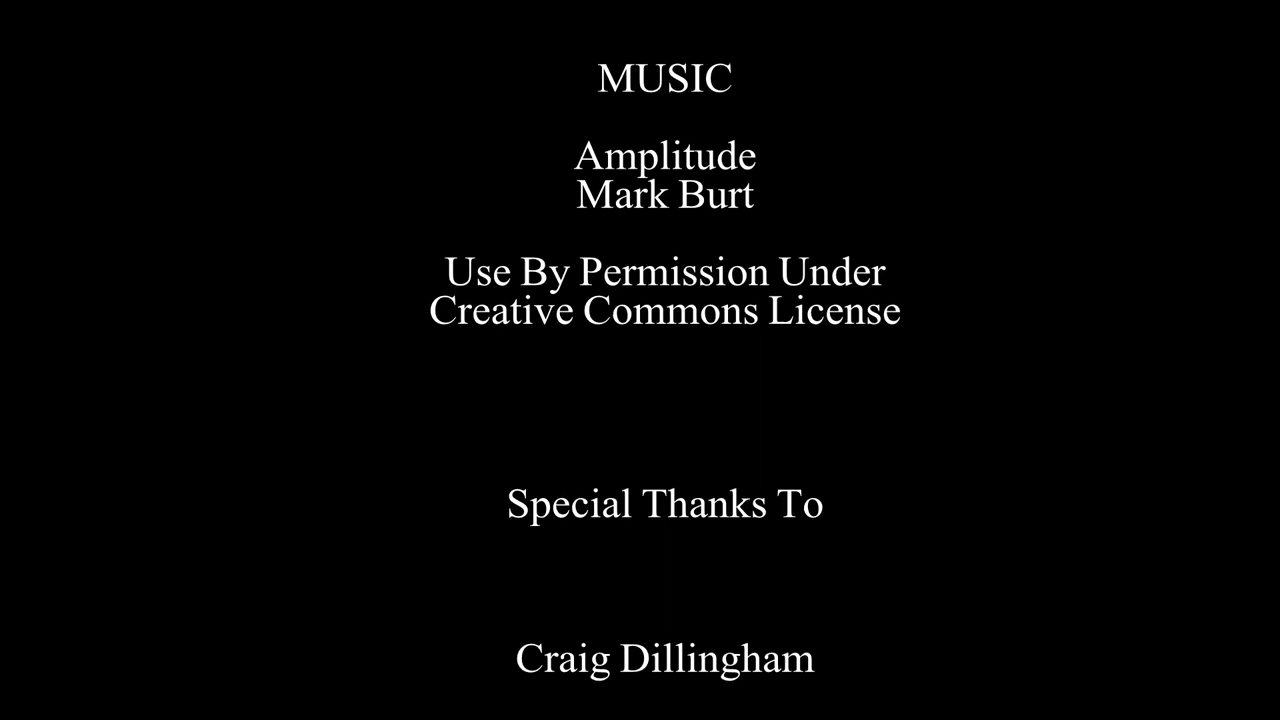 MUSIC
Amplitude
Mark Burt
Use By Permission Under
Creative Commons License
Special Thanks To
Craig Dillingham